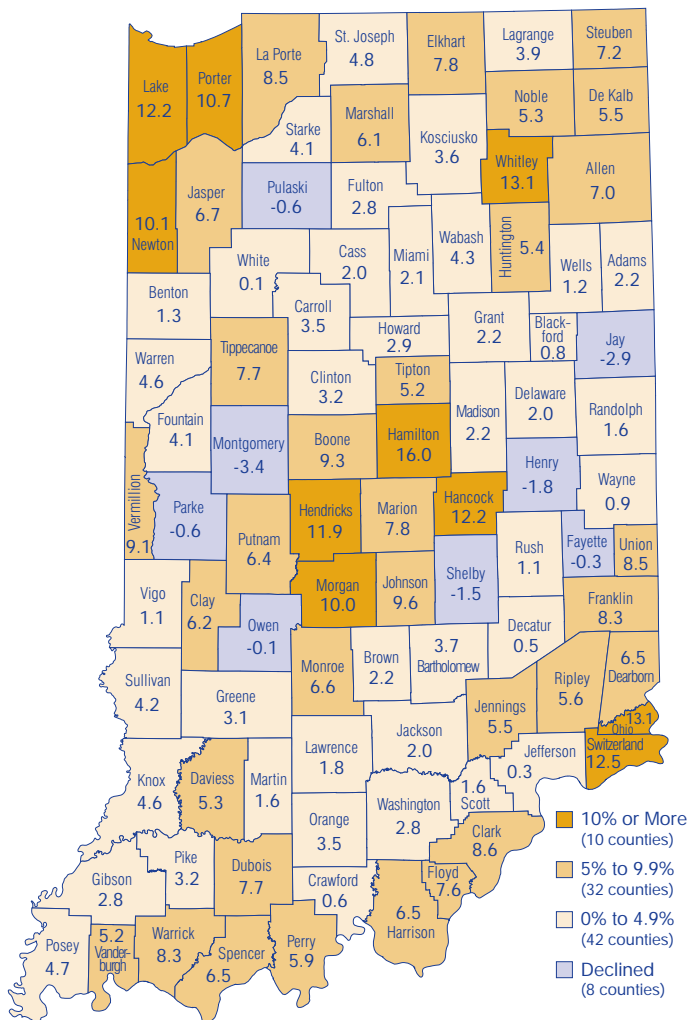 St. Joseph
4.8
Elkhart
7.8
Lagrange
3.9
Steuben
7.2
La Porte
8.5
Lake
12.2
Porter
10.7
Noble
5.3
De Kalb
5.5
Starke
4.1
Marshall
6.1
Kosciusko
3.6
Whitley
13.1
Allen
7.0
10.1
Newton
Jasper
6.7
Pulaski
-0.6
Fulton
2.8
Wabash
4.3
Huntington
5.4
Miami
2.1
White
0.1
Cass
2.0
Wells
1.2
Adams
2.2
Benton
1.3
Carroll
3.5
Howard
2.9
Grant
2.2
Black-
ford
0.8
Jay
-2.9
Warren
4.6
Tippecanoe
7.7
Clinton
3.2
Tipton
5.2
Madison
2.2
Delaware
2.0
Randolph
1.6
Fountain
4.1
Montgomery
-3.4
Boone
9.3
Hamilton
16.0
Henry
-1.8
Wayne
0.9
Vermillion
9.1
Parke
-0.6
Putnam
6.4
Hendricks
11.9
Marion
7.8
Hancock
12.2
Rush
1.1
Fayette
-0.3
Union
8.5
Vigo
1.1
Clay
6.2
Owen
-0.1
Morgan
10.0
Johnson
9.6
Shelby
-1.5
Decatur
0.5
Franklin
8.3
Sullivan
4.2
Greene
3.1
Monroe
6.6
Brown
2.2
3.7
Bartholomew
Jennings
5.5
Ripley
5.6
6.5
Dearborn
13.1
Ohio
Switzerland
12.5
Knox
4.6
Daviess
5.3
Martin
1.6
Lawrence
1.8
Jackson
2.0
Jefferson
0.3
1.6
Scott
Orange
3.5
Washington
2.8
Clark
8.6
Gibson
2.8
Pike
3.2
Dubois
7.7
Crawford
0.6
Floyd
7.6
6.5
Harrison
Posey
4.7
5.2
Vander-
burgh
Warrick
8.3
Spencer
6.5
Perry
5.9
10% or More
(10 counties)
5% to 9.9%
(32 counties)
0% to 4.9%
(42 counties)
Declined
(8 counties)